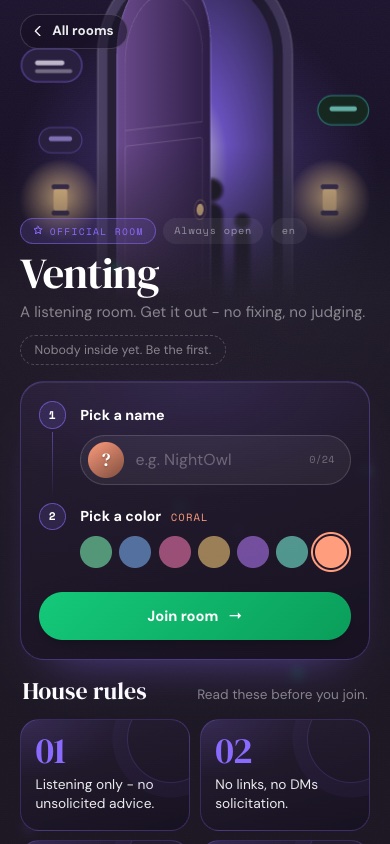 All rooms
OFFICIAL ROOM
Always open
en
Venting
A listening room. Get it out - no fixing, no judging.
Nobody inside yet. Be the first.
1
Pick a name
?
e.g. NightOwl
0/24
2
Pick a color
CORAL
Join room →
House rules
Read these before you join.
01
Listening only - no
unsolicited advice.
02
No links, no DMs
solicitation.